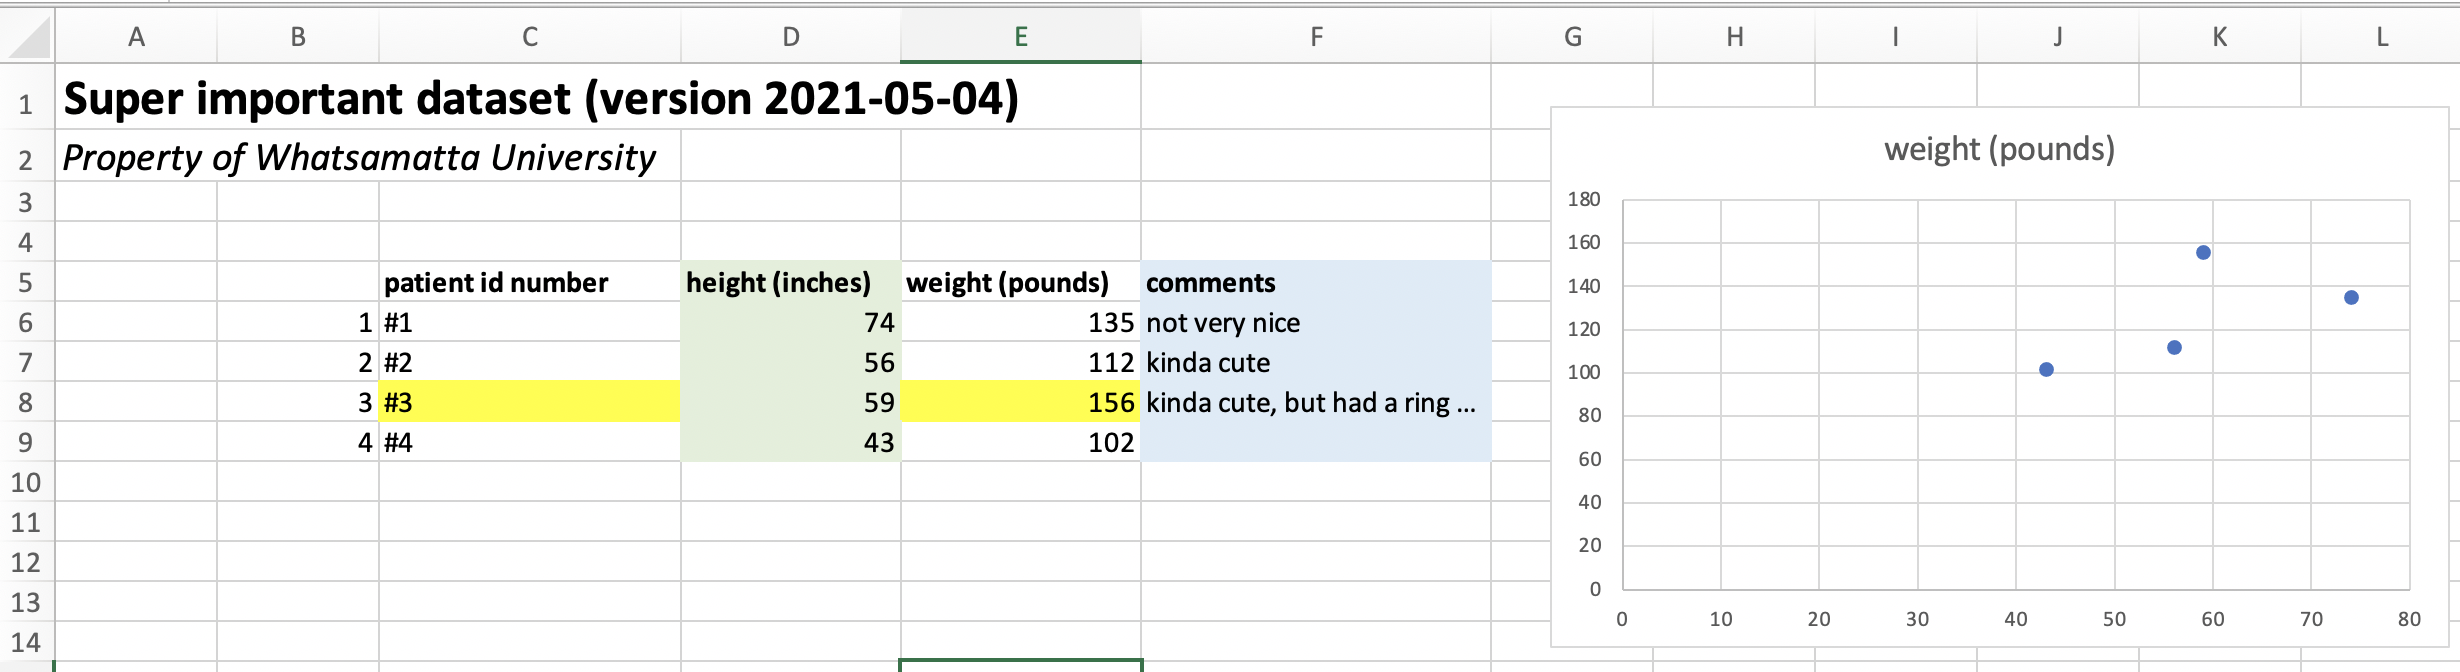 A B C D E F G H I J K L
1 Super important dataset (version 2021-05-04)
2 Property of Whatsamatta University
3
4
5 patient id number height (inches) weight (pounds) comments
6 1 #1 74 135 not very nice
7 2 #2 56 112 kinda cute
8 3 #3 59 156 kinda cute, but had a ring ...
9 4 #4 43 102
10
11
12
13
14
weight (pounds)
180
160
140
120
100
80
60
40
20
0
0 10 20 30 40 50 60 70 80